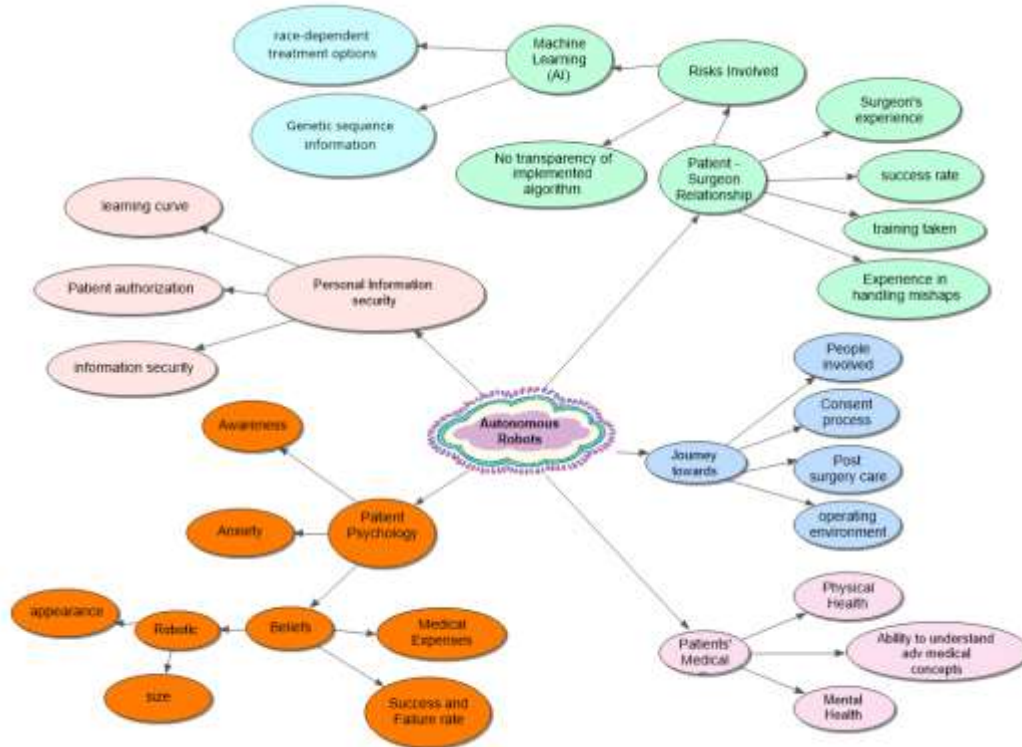 race-dependent
treatment options
Machine
Learning
(AI)
Risks Involved
Genetic sequence
information
No transparency of
implemented
algorithm
Patient -
Surgeon
Relationship
Surgeon's
experience
success rate
training taken
Experience in
handling mishaps
learning curve
Patient authorization
information security
Personal Information
security
Autonomous
Robots
People
involved
Consent
process
Post
surgery care
operating
environment
Journey
towards
Awareness
Anxiety
Patient
Psychology
appearance
Robotic
Beliefs
Medical
Expenses
size
Success and
Failure rate
Patients'
Medical
Physical
Health
Ability to understand
adv medical
concepts
Mental
Health